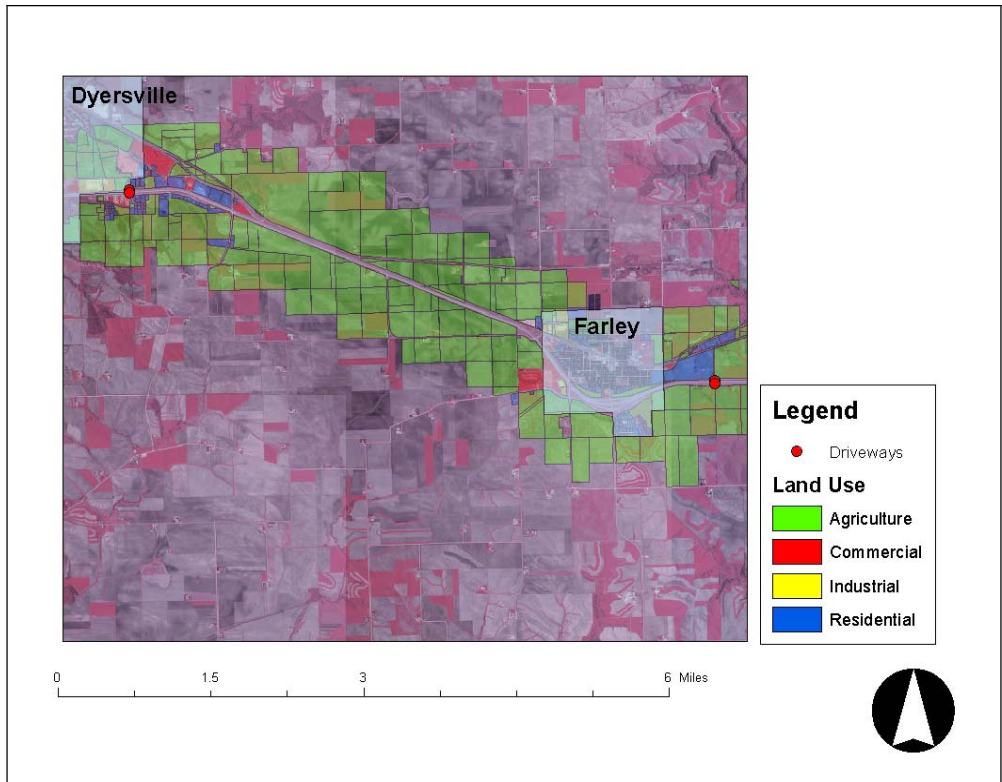 Dyersville
Farley
Legend
Driveways
Land Use
Agriculture
Commercial
Industrial
Residential
0 1.5 3 6 Miles